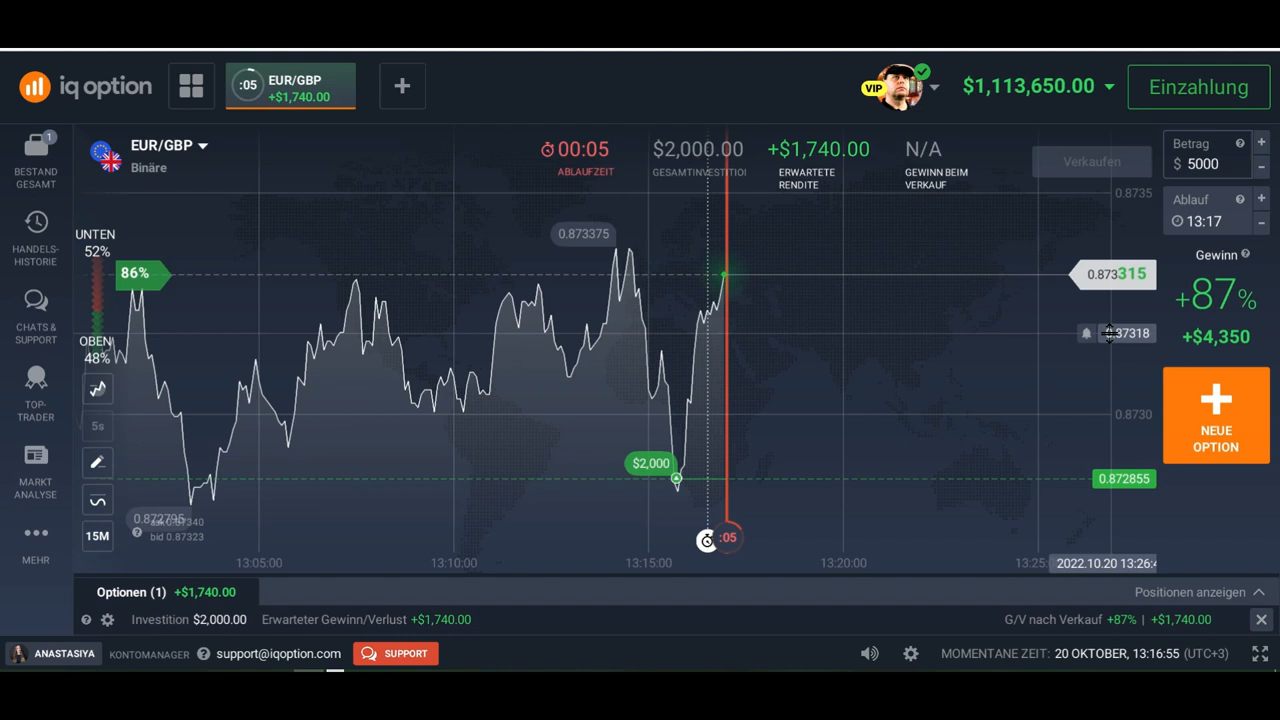 iq option
:05
EUR/GBP
+$1,740.00
+
VIP
$1,113,650.00
Einzahlung
1
BESTAND
GESAMT
HANDELS-
HISTORIE
CHATS &
SUPPORT
TOP-
TRADER
MARKT
ANALYSE
MEHR
EUR/GBP
Binäre
00:05
ABLAUFZEIT
$2,000.00
GESAMTINVESTITIOI
+$1,740.00
ERWARTETE
RENDITE
N/A
GEWINN BEIM
VERKAUF
Verkaufen
0.8735
UNTEN
52%
86%
OBEN
48%
0.873375
0.873315
0.8730
0.872855
$2,000
5s
15M
0.872795
bid 0.87323
:05
13:05:00
13:10:00
13:15:00
13:20:00
13:25:
2022.10.20 13:26:4
Betrag ?
$ 5000
+
-
Ablauf ?
13:17
+
-
Gewinn ?
+87%
+$4,350
NEUE
OPTION
Optionen (1) +$1,740.00
Positionen anzeigen
? Investition $2,000.00 Erwarteter Gewinn/Verlust +$1,740.00
G/V nach Verkauf +87% | +$1,740.00
ANASTASIYA KONTOMANAGER ? support@iqoption.com SUPPORT
MOMENTANE ZEIT: 20 OKTOBER, 13:16:55 (UTC+3)